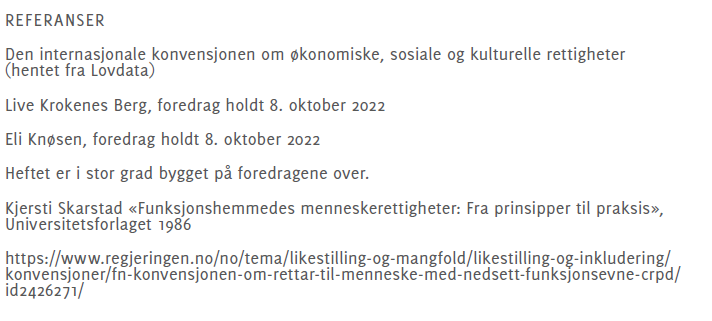 REFERANSER
Den internasjonale konvensjonen om økonomiske, sosiale og kulturelle rettigheter
(hentet fra Lovdata)
Live Krokenes Berg, foredrag holdt 8. oktober 2022
Eli Knøsen, foredrag holdt 8. oktober 2022
Heftet er i stor grad bygget på foredragene over.
Kjersti Skarstad «Funksjonshemmedes menneskerettigheter: Fra prinsipper til praksis»,
Universitetsforlaget 1986
https://www.regjeringen.no/no/tema/likestilling-og-mangfold/likestilling-og-inkludering/
konvensjoner/fn-konvensjonen-om-rettar-til-menneske-med-nedsett-funksjonsevne-crpd/
id2426271/